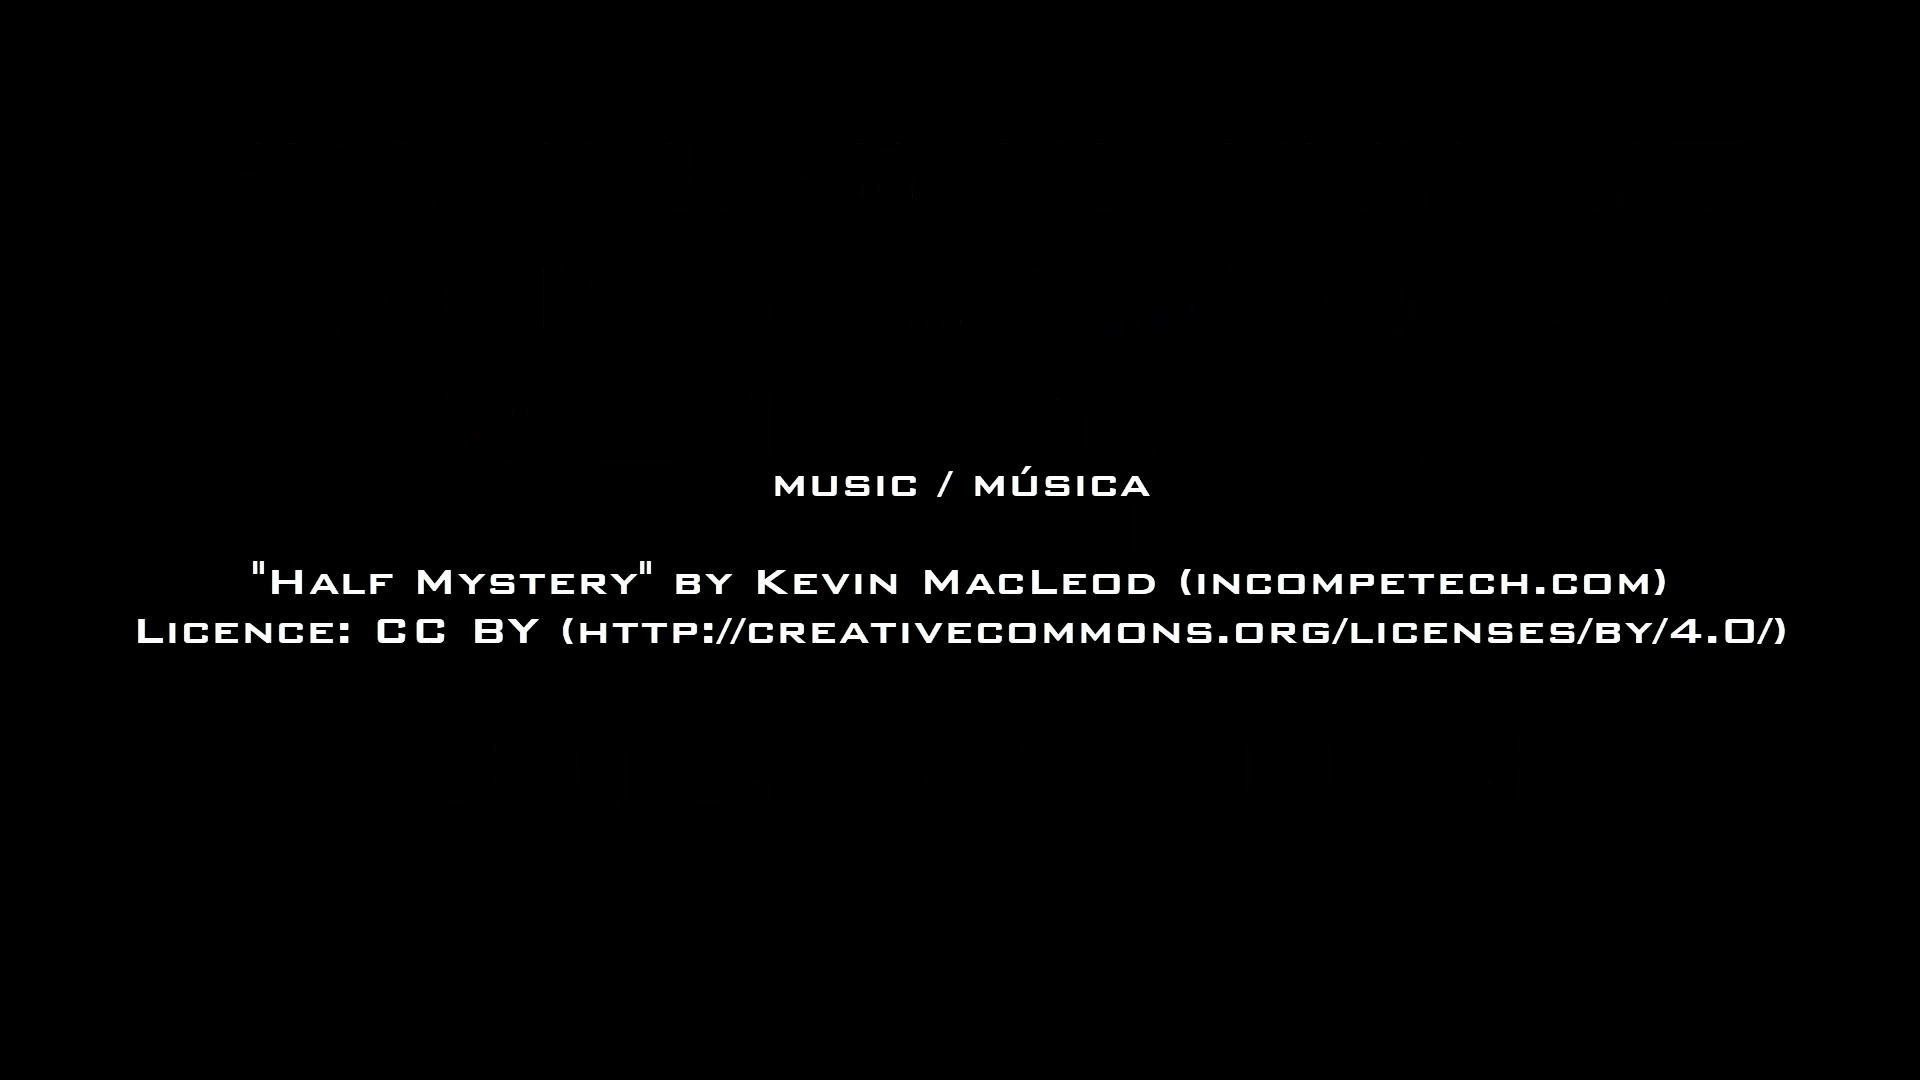 music / música
"Half Mystery" by Kevin MacLeod (incompetech.com)
Licence: CC BY (http://creativecommons.org/licenses/by/4.0/)